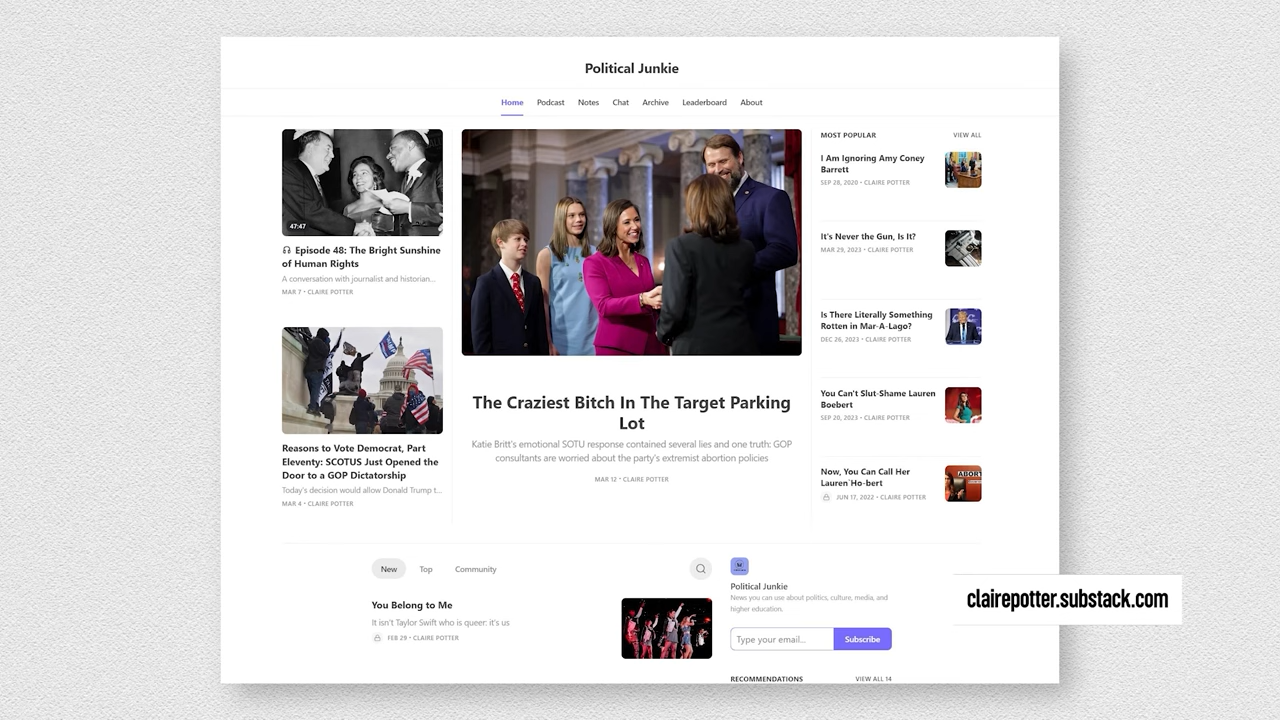 Political Junkie
Home Podcast Notes Chat Archive Leaderboard About
47:47
Episode 48: The Bright Sunshine
of Human Rights
A conversation with journalist and historian...
MAR 7 • CLAIRE POTTER
Reasons to Vote Democrat, Part
Eleventy: SCOTUS Just Opened the
Door to a GOP Dictatorship
Today's decision would allow Donald Trump t...
MAR 4 • CLAIRE POTTER
The Craziest Bitch In The Target Parking
Lot
Katie Britt's emotional SOTU response contained several lies and one truth: GOP
consultants are worried about the party's extremist abortion policies
MAR 12 • CLAIRE POTTER
MOST POPULAR VIEW ALL
I Am Ignoring Amy Coney
Barrett
SEP 28, 2020 • CLAIRE POTTER
It's Never the Gun, Is It?
MAR 29, 2023 • CLAIRE POTTER
Is There Literally Something
Rotten in Mar-A-Lago?
DEC 26, 2023 • CLAIRE POTTER
You Can't Slut-Shame Lauren
Boebert
SEP 20, 2023 • CLAIRE POTTER
Now, You Can Call Her
Lauren`Ho-bert
JUN 17, 2022 • CLAIRE POTTER
ABORT
New Top Community
You Belong to Me
It isn't Taylor Swift who is queer: it's us
FEB 29 • CLAIRE POTTER
Political Junkie
News you can use about politics, culture, media, and
higher education.
Type your email... Subscribe
RECOMMENDATIONS VIEW ALL 14
clairepotter.substack.com